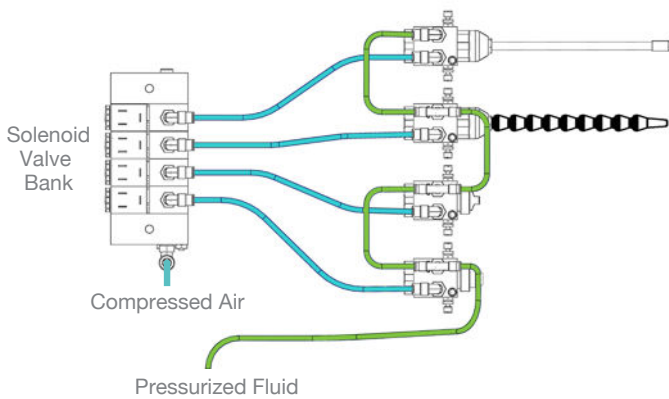 Solenoid
Valve
Bank
Compressed Air
Pressurized Fluid